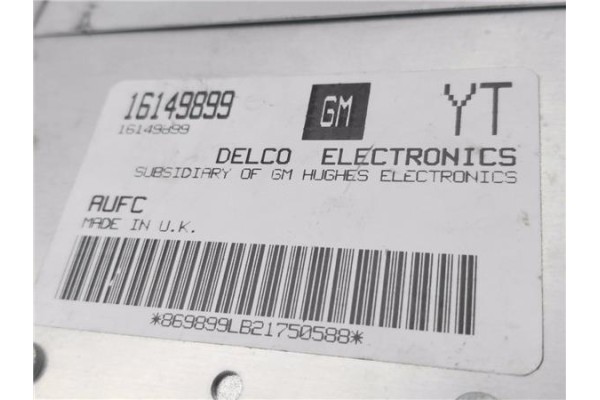 16149899 GM YT
16149899
DELCO ELECTRONICS
SUBSIDIARY OF GM HUGHES ELECTRONICS
AUFC
MADE IN U.K.
*869899LB21750588*